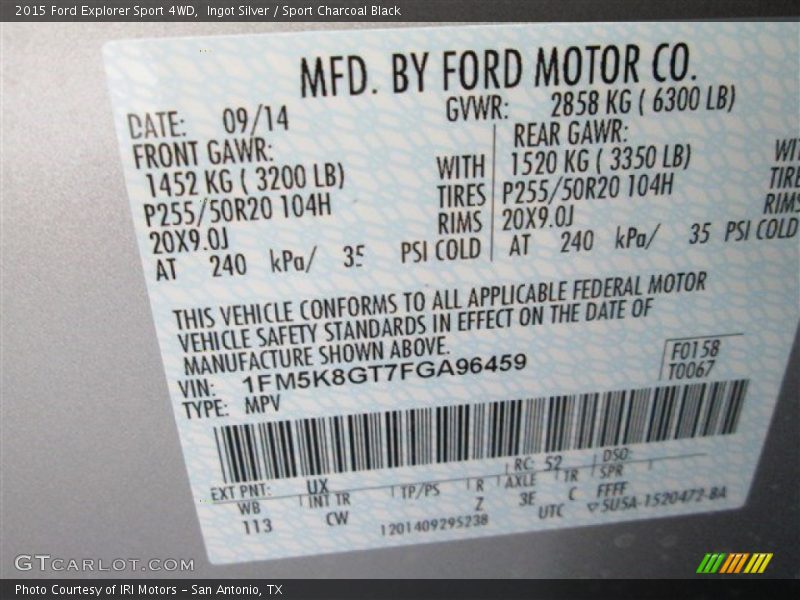 2015 Ford Explorer Sport 4WD, Ingot Silver / Sport Charcoal Black
MFD. BY FORD MOTOR CO.
DATE: 09/14 GVWR: 2858 KG ( 6300 LB)
FRONT GAWR: REAR GAWR:
1452 KG ( 3200 LB) WITH 1520 KG ( 3350 LB) WIT
P255/50R20 104H TIRES P255/50R20 104H TIRE
20X9.0J RIMS 20X9.0J RIMS
AT 240 kPa/ 35 PSI COLD AT 240 kPa/ 35 PSI COLD
THIS VEHICLE CONFORMS TO ALL APPLICABLE FEDERAL MOTOR
VEHICLE SAFETY STANDARDS IN EFFECT ON THE DATE OF
MANUFACTURE SHOWN ABOVE.
VIN: 1FM5K8GT7FGA96459 F0158
TYPE: MPV T0067
EXT PNT: UX RC: 52 DSO:
WB INT TR TP/PS R AXLE TR SPR
113 CW Z 3E C FFFF
1201409295238 UTC ▽5U5A-1520472-BA
GTCARLOT.COM
Photo Courtesy of IRI Motors - San Antonio, TX